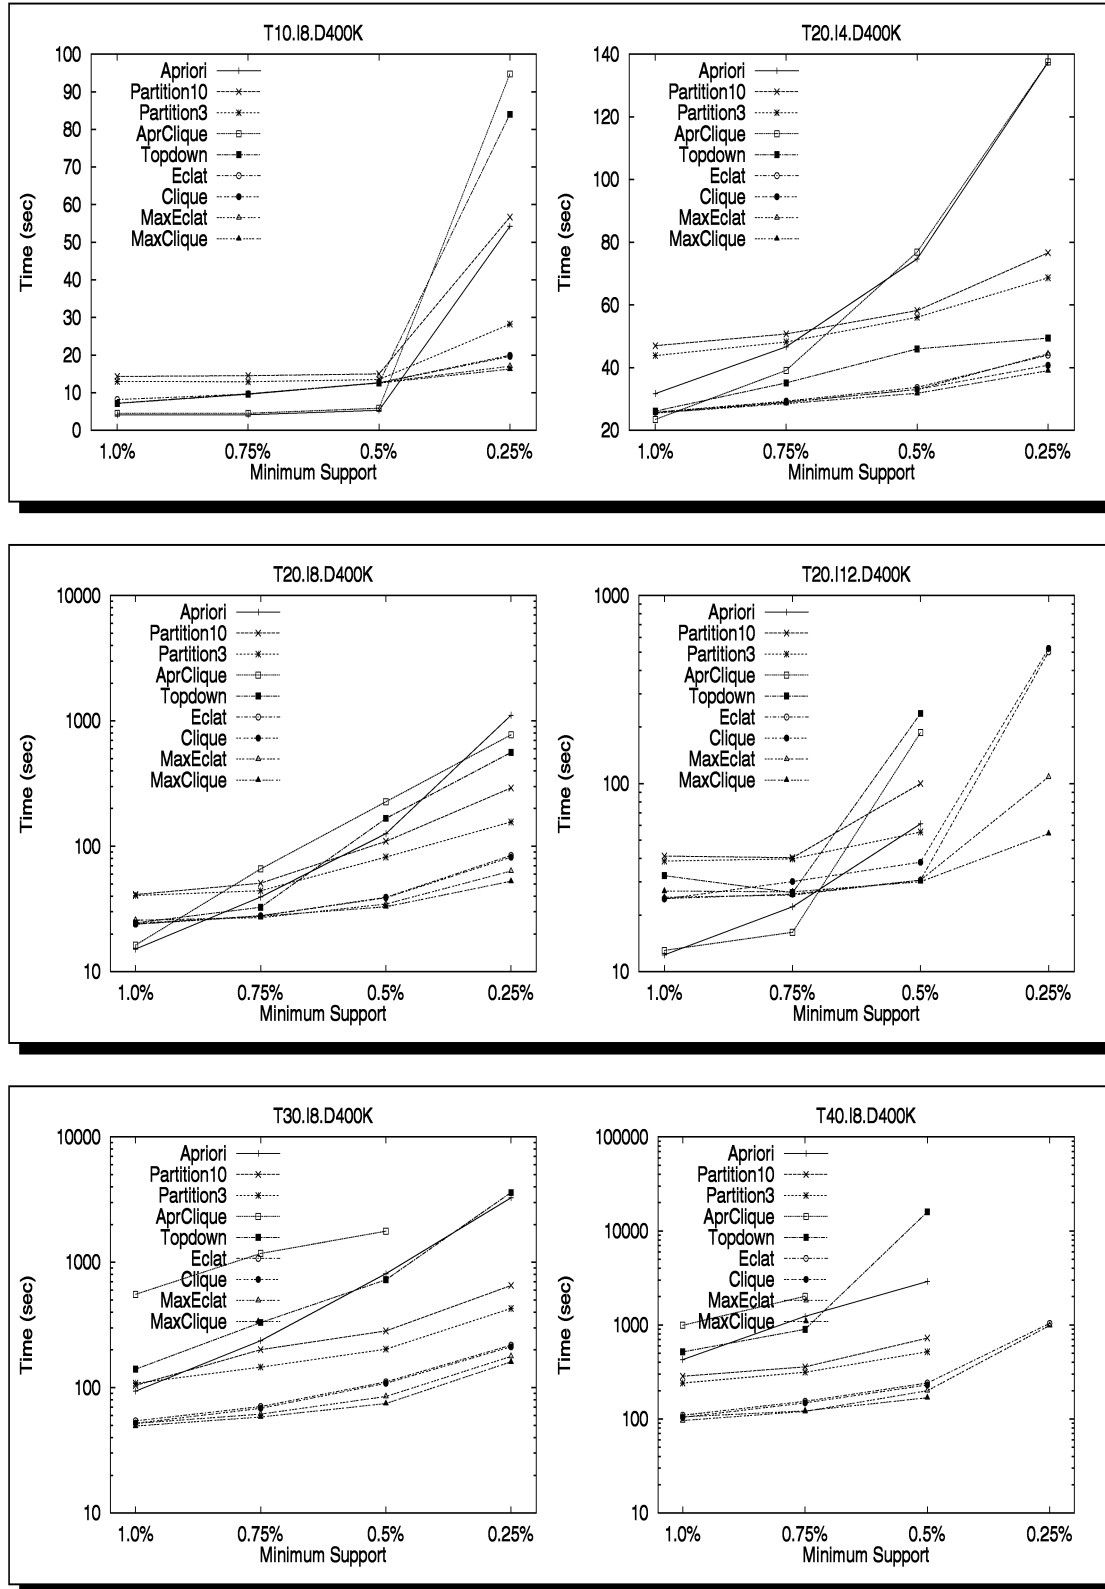 T10.I8.D400K
Time (sec)
100
90
80
70
60
50
40
30
20
10
0
Apriori
Partition10
Partition3
AprClique
Topdown
Eclat
Clique
MaxEclat
MaxClique
1.0% 0.75% 0.5% 0.25%
Minimum Support
T20.I4.D400K
Time (sec)
140
120
100
80
60
40
20
Apriori
Partition10
Partition3
AprClique
Topdown
Eclat
Clique
MaxEclat
MaxClique
1.0% 0.75% 0.5% 0.25%
Minimum Support
T20.I8.D400K
Time (sec)
10000
1000
100
10
Apriori
Partition10
Partition3
AprClique
Topdown
Eclat
Clique
MaxEclat
MaxClique
1.0% 0.75% 0.5% 0.25%
Minimum Support
T20.I12.D400K
Time (sec)
1000
100
10
Apriori
Partition10
Partition3
AprClique
Topdown
Eclat
Clique
MaxEclat
MaxClique
1.0% 0.75% 0.5% 0.25%
Minimum Support
T30.I8.D400K
Time (sec)
10000
1000
100
10
Apriori
Partition10
Partition3
AprClique
Topdown
Eclat
Clique
MaxEclat
MaxClique
1.0% 0.75% 0.5% 0.25%
Minimum Support
T40.I8.D400K
Time (sec)
100000
10000
1000
100
10
Apriori
Partition10
Partition3
AprClique
Topdown
Eclat
Clique
MaxEclat
MaxClique
1.0% 0.75% 0.5% 0.25%
Minimum Support